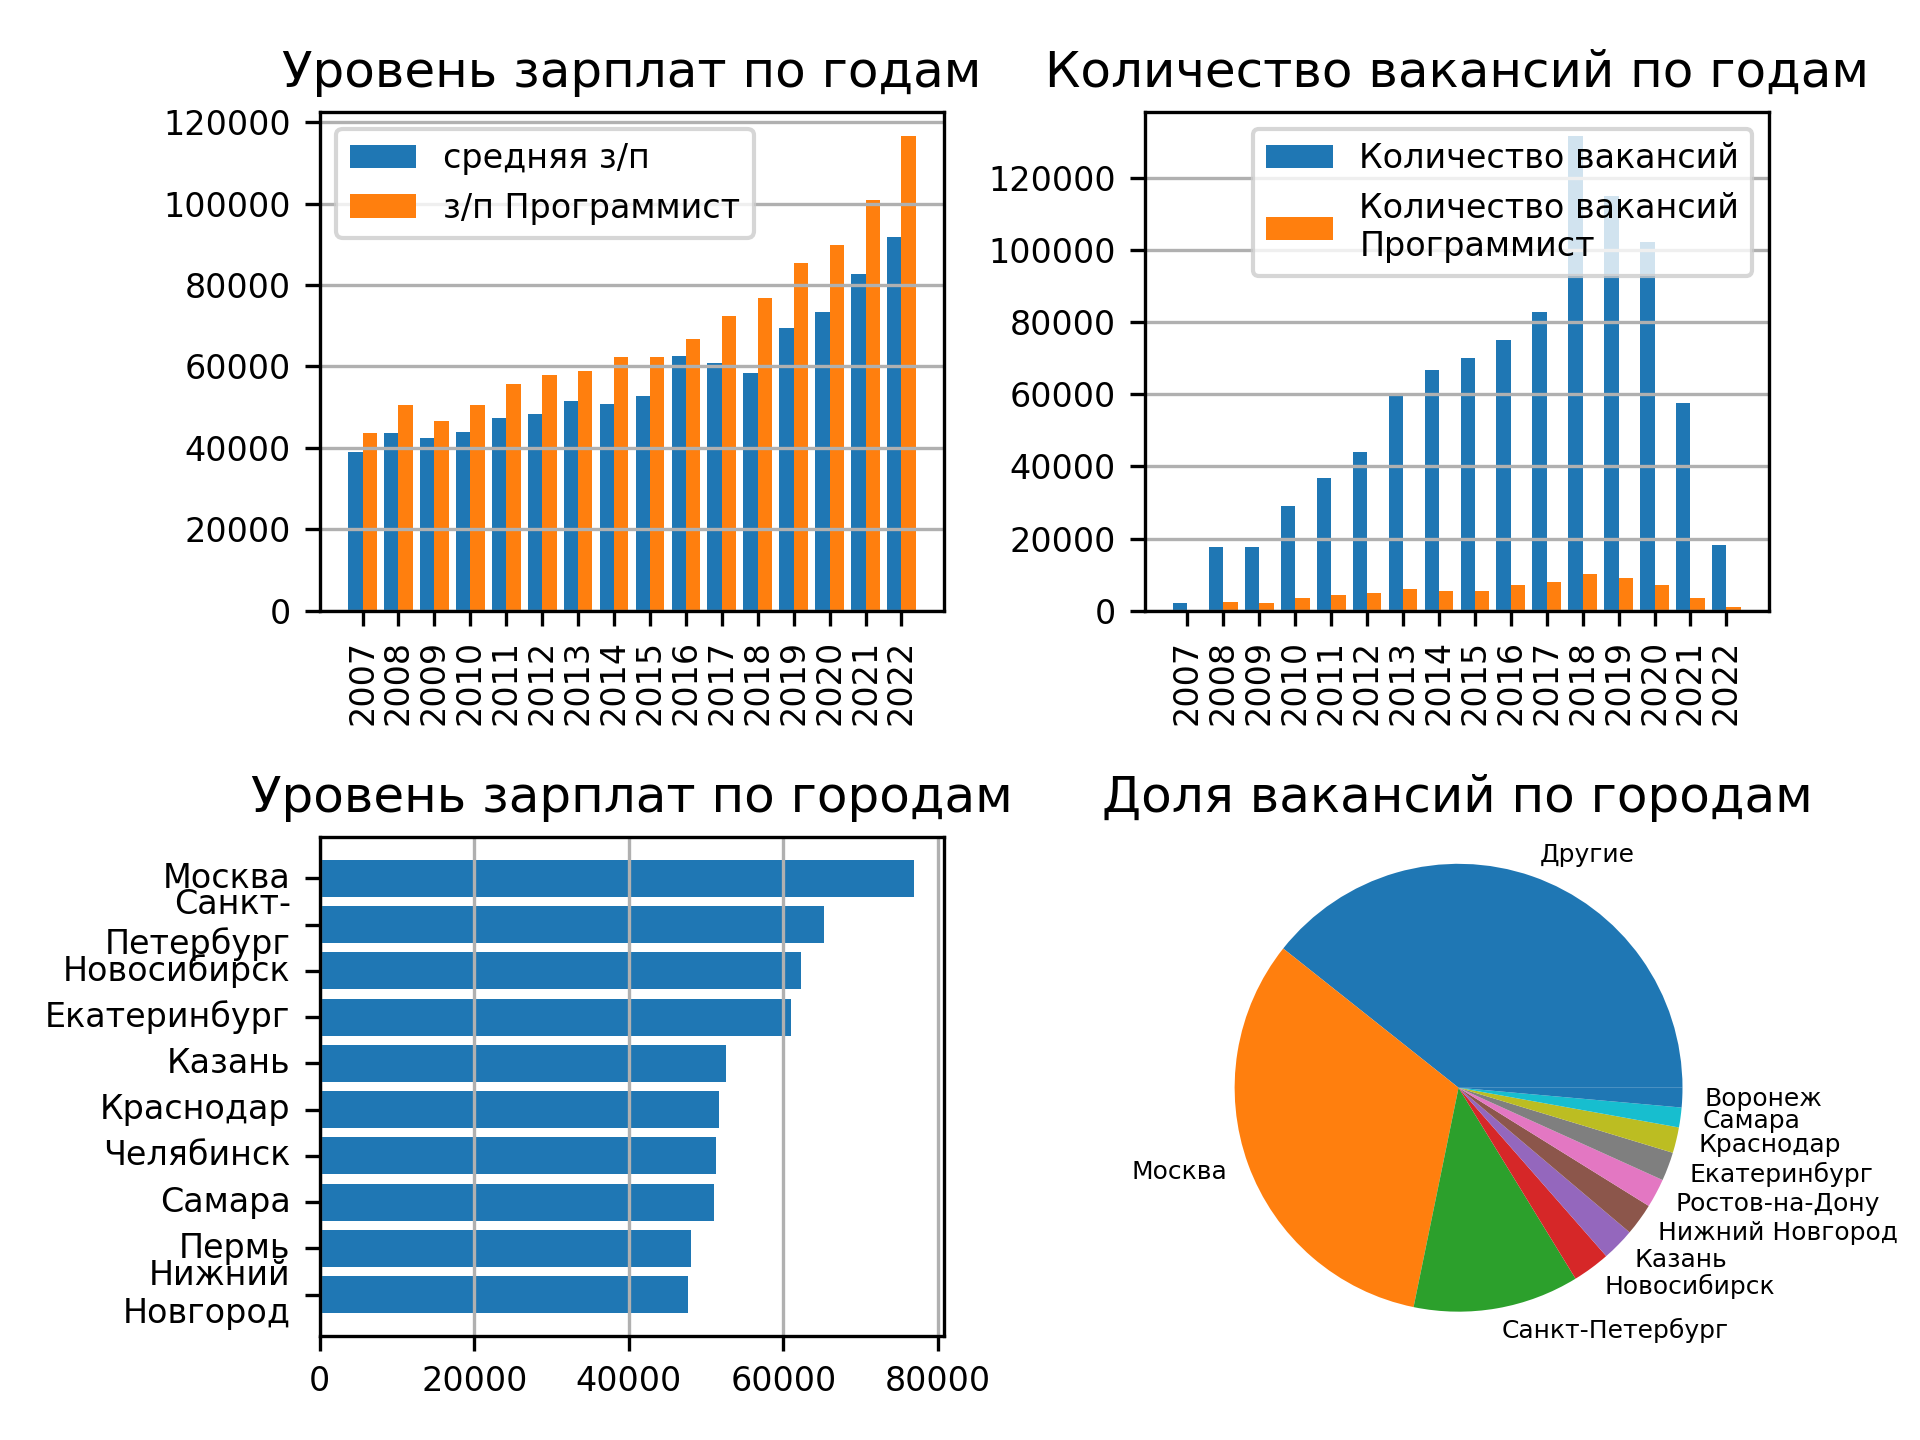 Уровень зарплат по годам
120000
100000
80000
60000
40000
20000
0
средняя з/п
з/п Программист
2007
2008
2009
2010
2011
2012
2013
2014
2015
2016
2017
2018
2019
2020
2021
2022
Количество вакансий по годам
120000
100000
80000
60000
40000
20000
0
Количество вакансий
Количество вакансий
Программист
2007
2008
2009
2010
2011
2012
2013
2014
2015
2016
2017
2018
2019
2020
2021
2022
Уровень зарплат по городам
Москва
Санкт-
Петербург
Новосибирск
Екатеринбург
Казань
Краснодар
Челябинск
Самара
Пермь
Нижний
Новгород
0 20000 40000 60000 80000
Доля вакансий по городам
Другие
Москва
Санкт-Петербург
Новосибирск
Казань
Нижний Новгород
Ростов-на-Дону
Екатеринбург
Краснодар
Самара
Воронеж